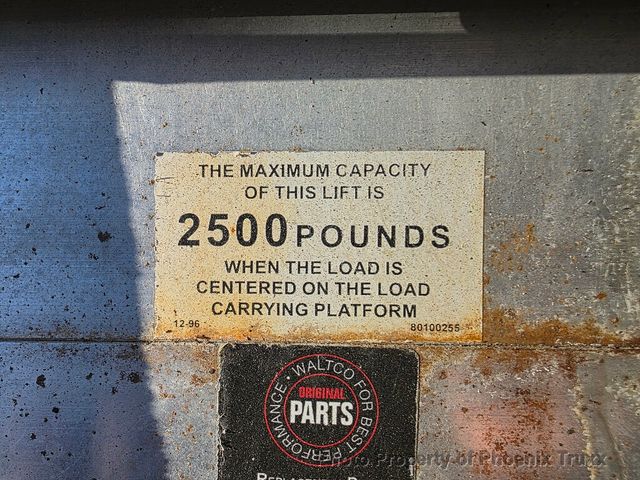 THE MAXIMUM CAPACITY
OF THIS LIFT IS
2500 POUNDS
WHEN THE LOAD IS
CENTERED ON THE LOAD
CARRYING PLATFORM
12-96 80100255
WALTCO FOR BEST PERFORMANCE
ORIGINAL
PARTS
Photo Property of Phoenix Truxx